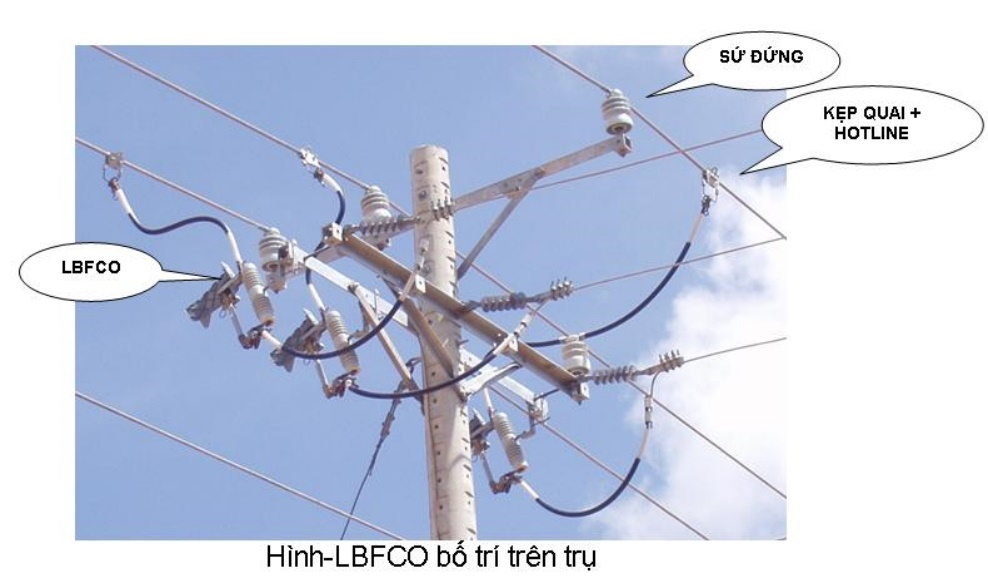 SỨ ĐỨNG
KẸP QUAI +
HOTLINE
LBFCO
Hình-LBFCO bố trí trên trụ